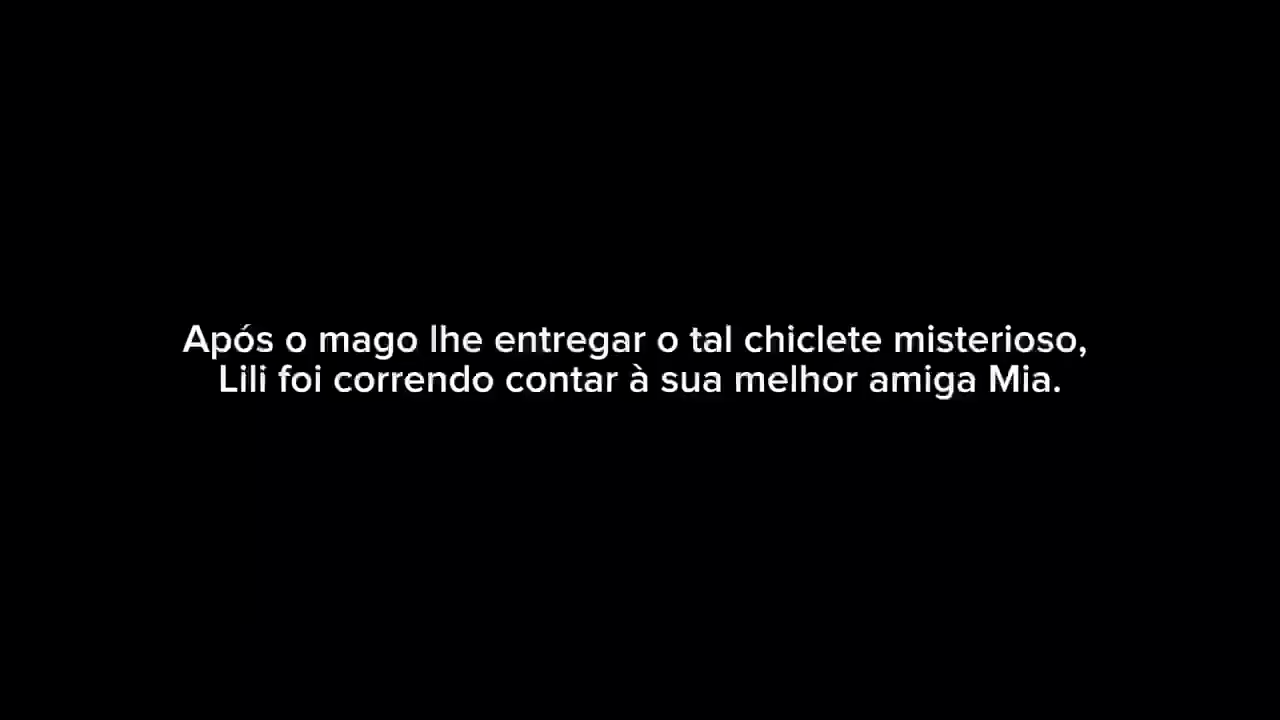 Após o mago lhe entregar o tal chiclete misterioso,
Lili foi correndo contar à sua melhor amiga Mia.